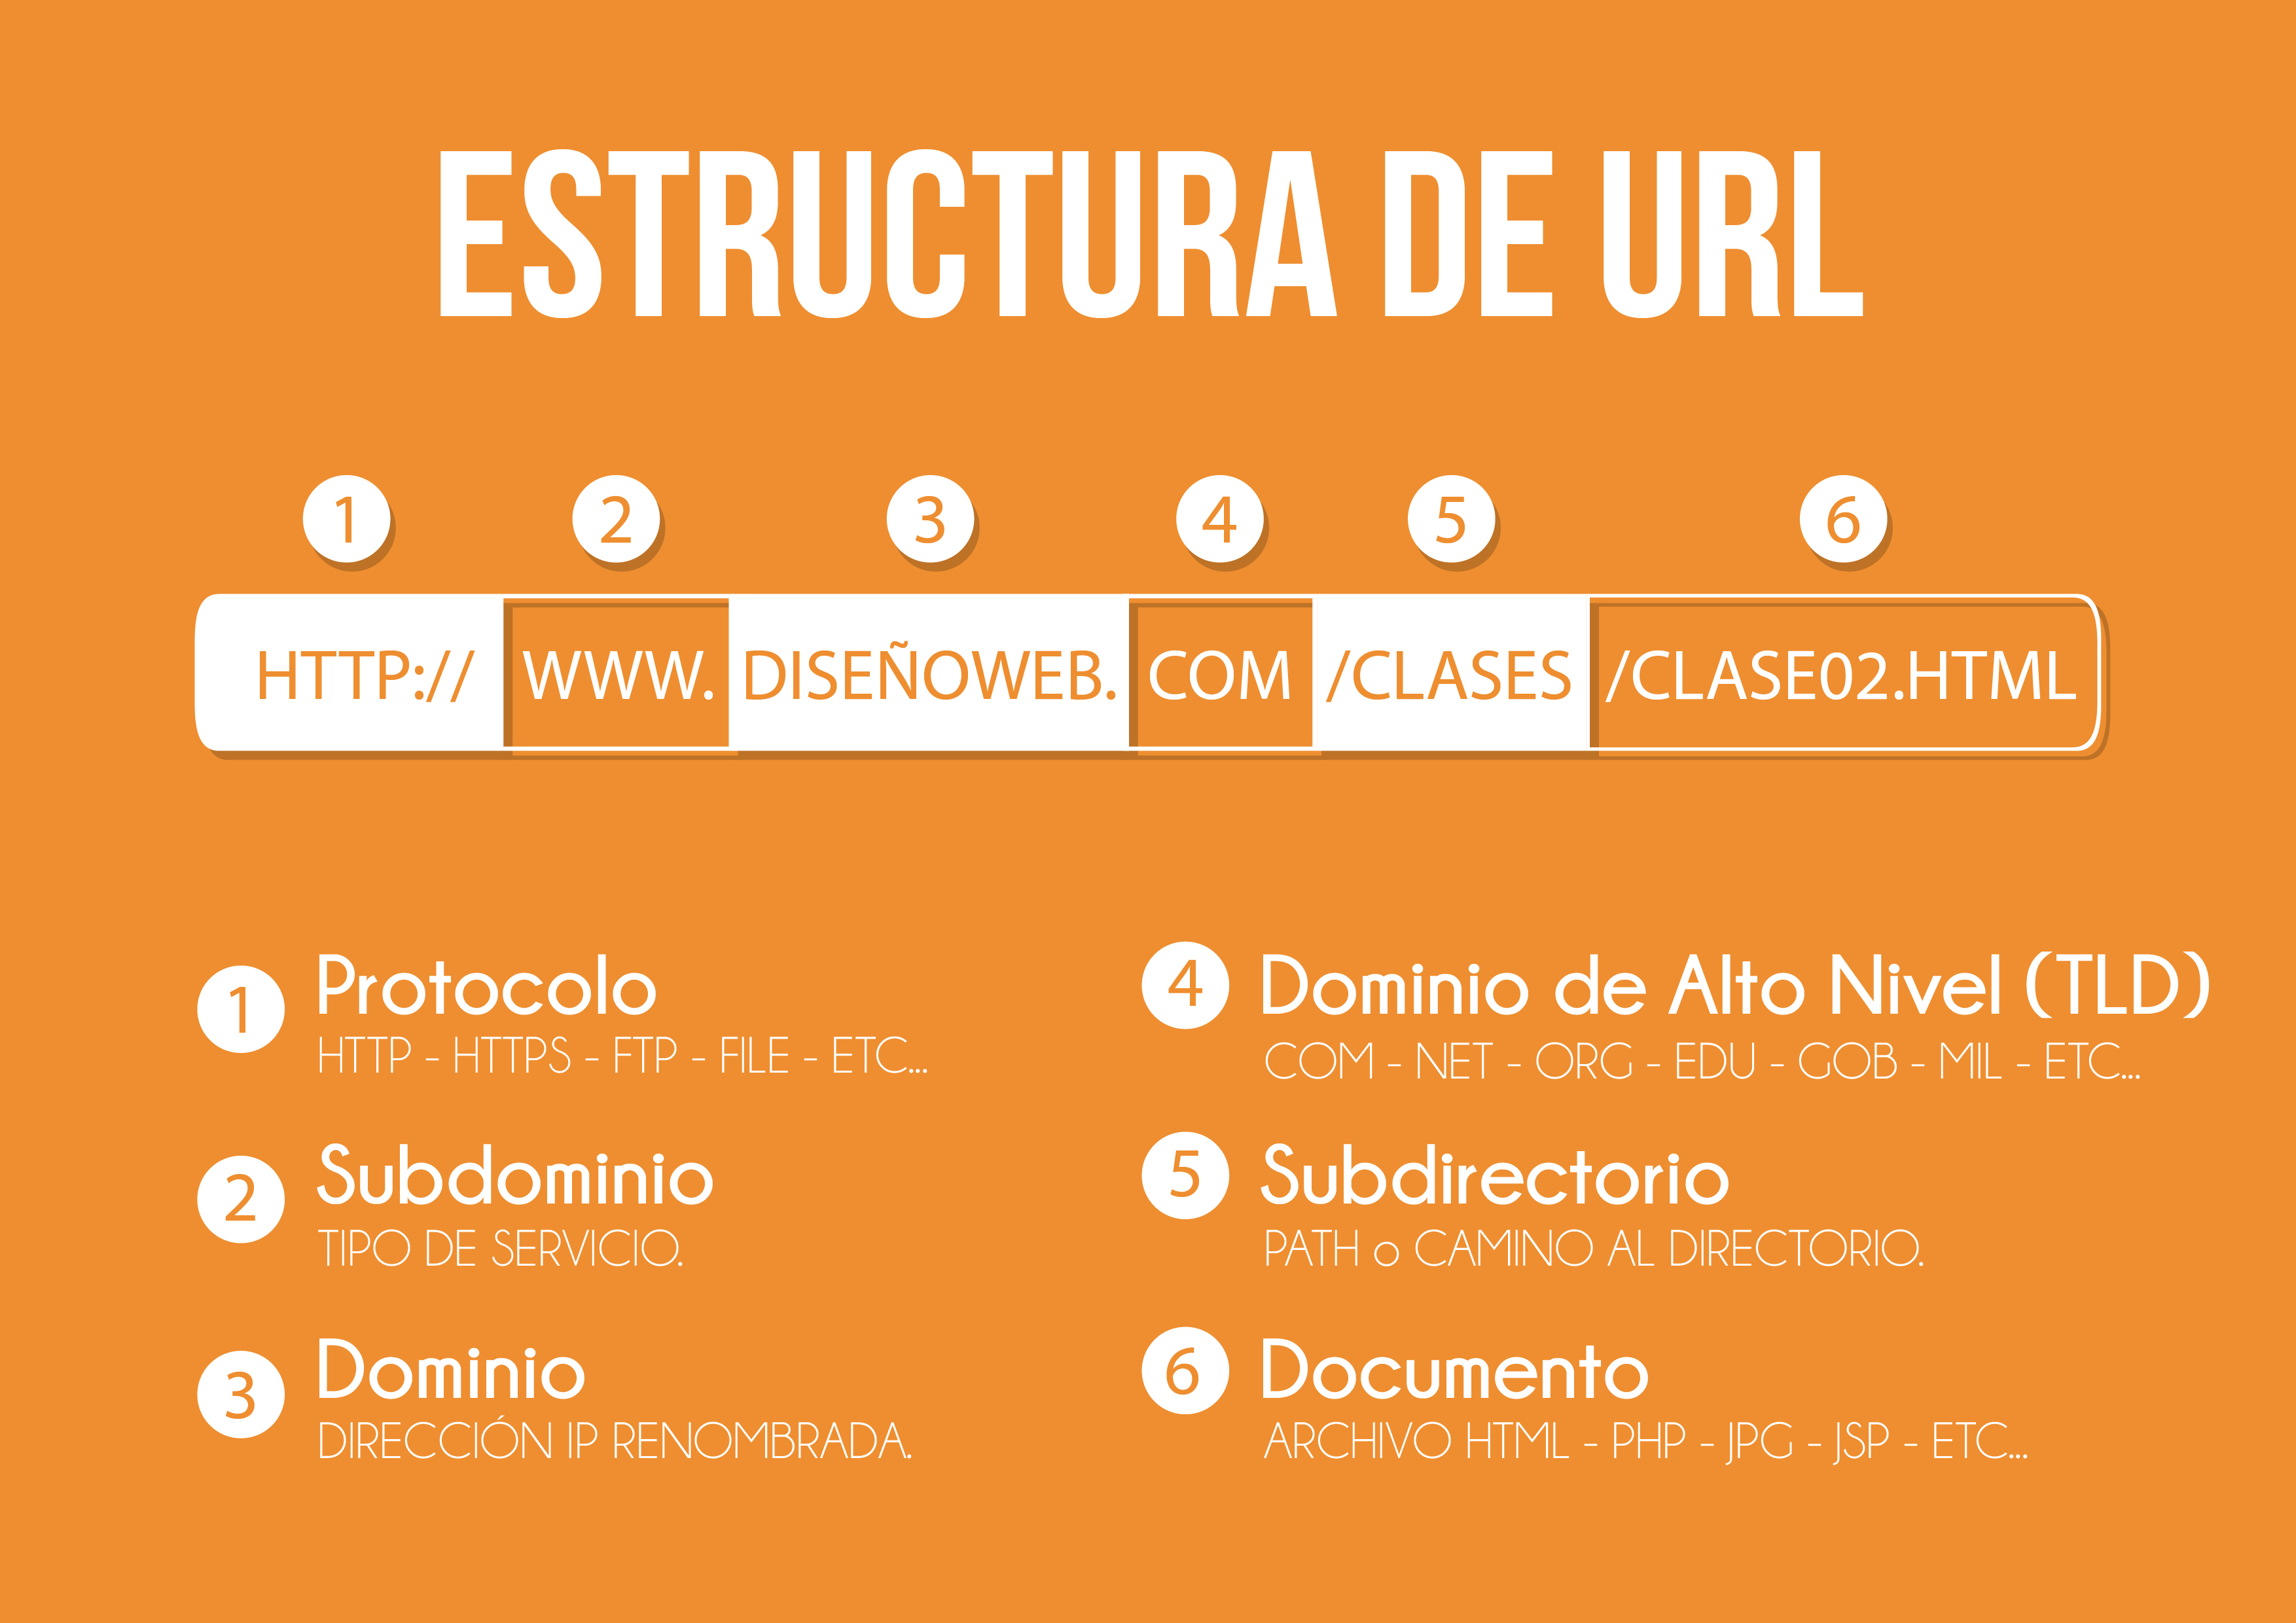 ESTRUCTURA DE URL
1 2 3 4 5 6
HTTP:// WWW. DISEÑOWEB. COM /CLASES /CLASE02.HTML
1 Protocolo
HTTP - HTTPS - FTP - FILE - ETC...
2 Subdominio
TIPO DE SERVICIO.
3 Dominio
DIRECCIÓN IP RENOMBRADA.
4 Dominio de Alto Nivel (TLD)
COM - NET - ORG - EDU - GOB - MIL - ETC...
5 Subdirectorio
PATH o CAMINO AL DIRECTORIO.
6 Documento
ARCHIVO HTML - PHP - JPG - JSP - ETC...